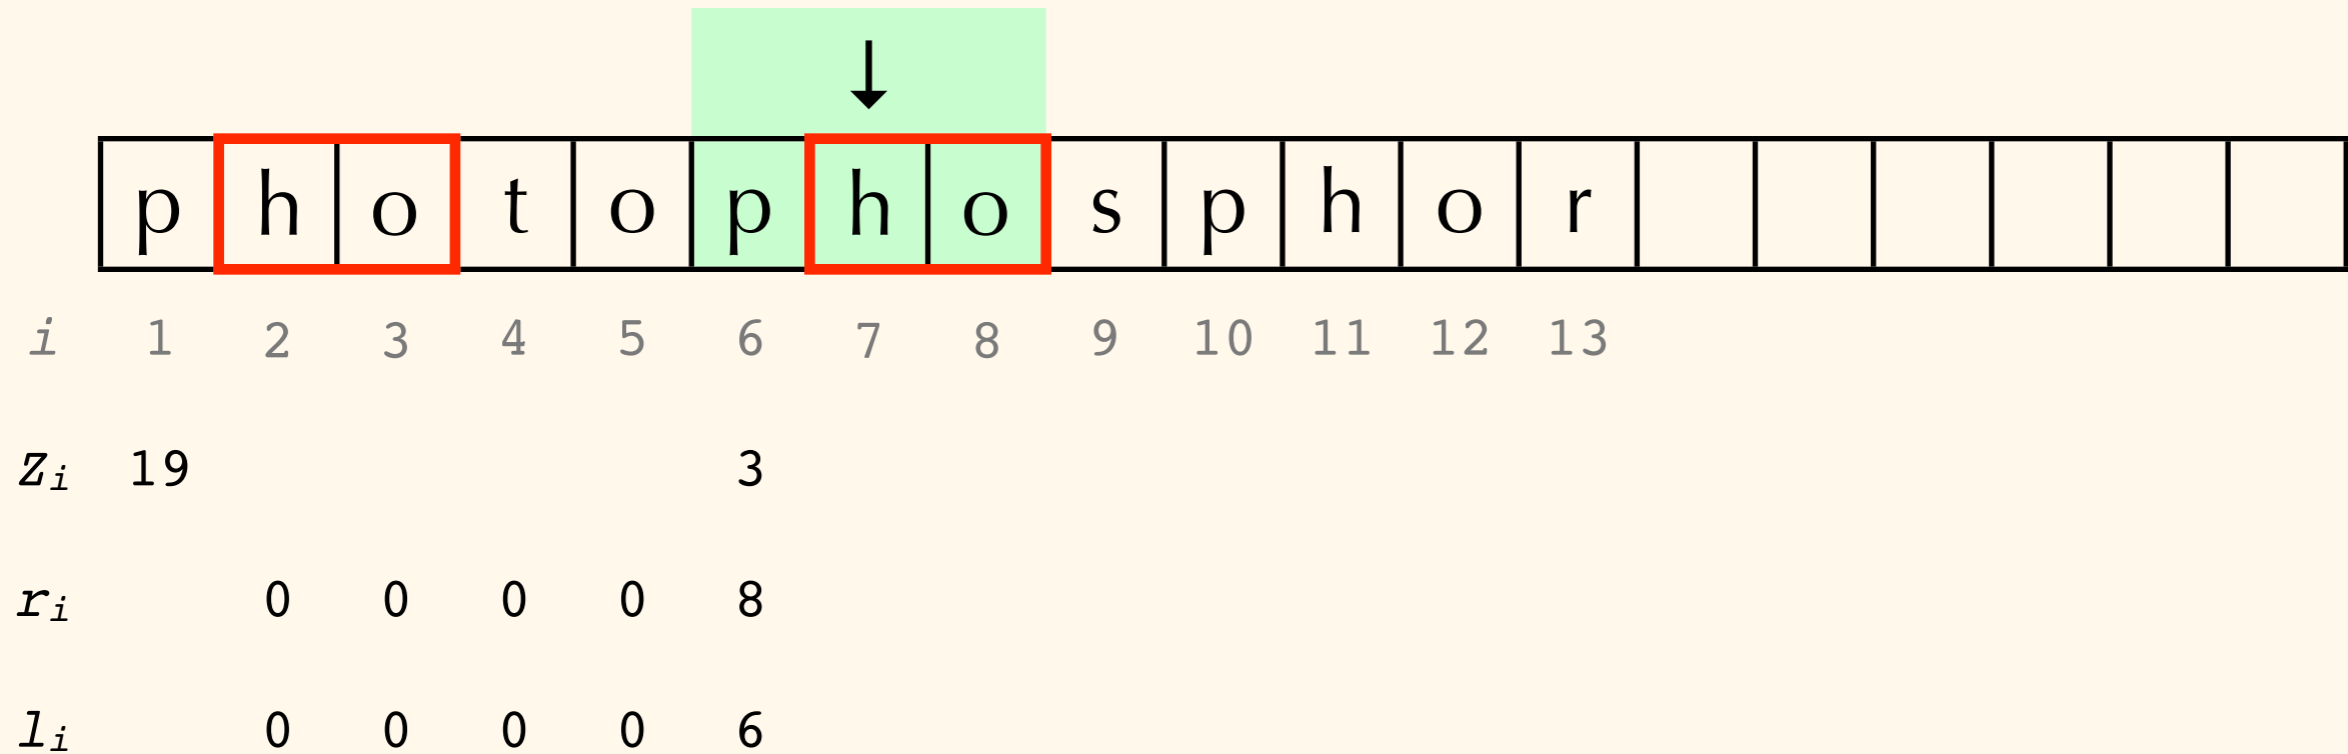 ↓
p h o t o p h o s p h o r
i 1 2 3 4 5 6 7 8 9 10 11 12 13
Zi 19 3
ri 0 0 0 0 8
li 0 0 0 0 6